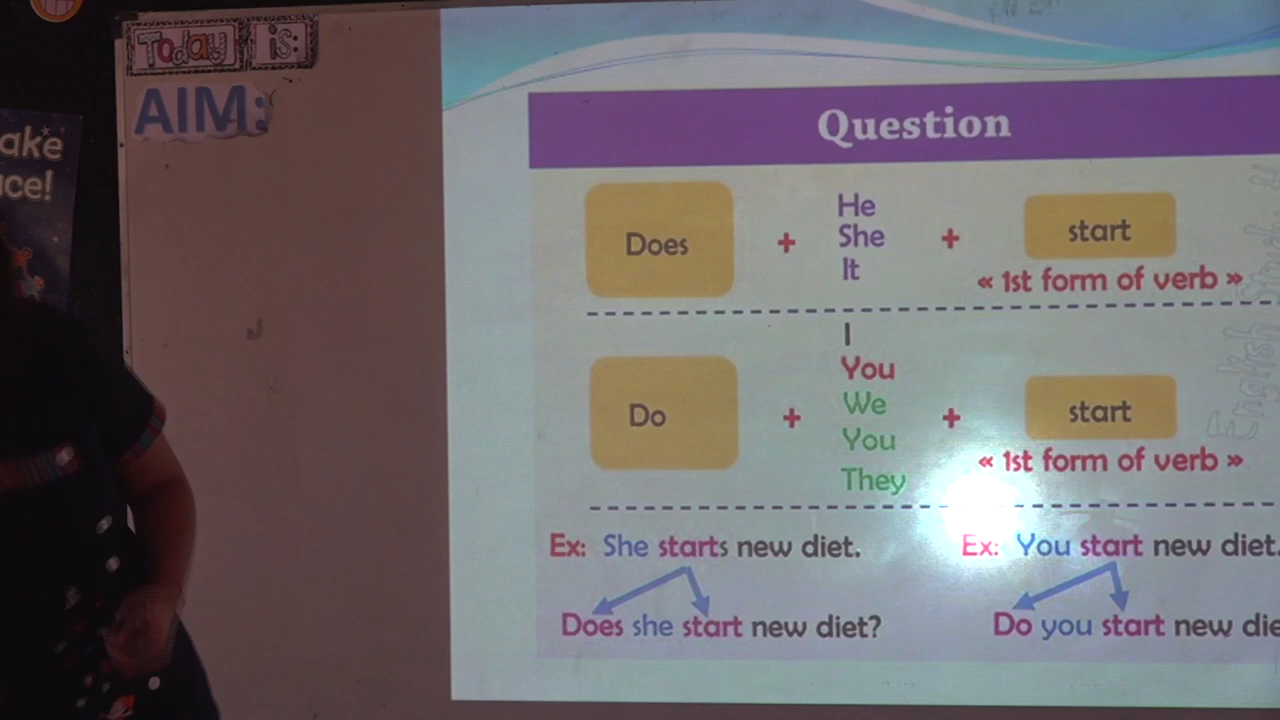 Today is:
AIM:
ake
ce!
Question
Does + He She It + start
« 1st form of verb »
Do + I You We You They + start
« 1st form of verb »
Ex: She starts new diet.
Ex: You start new diet.
Does she start new diet?
Do you start new die
English